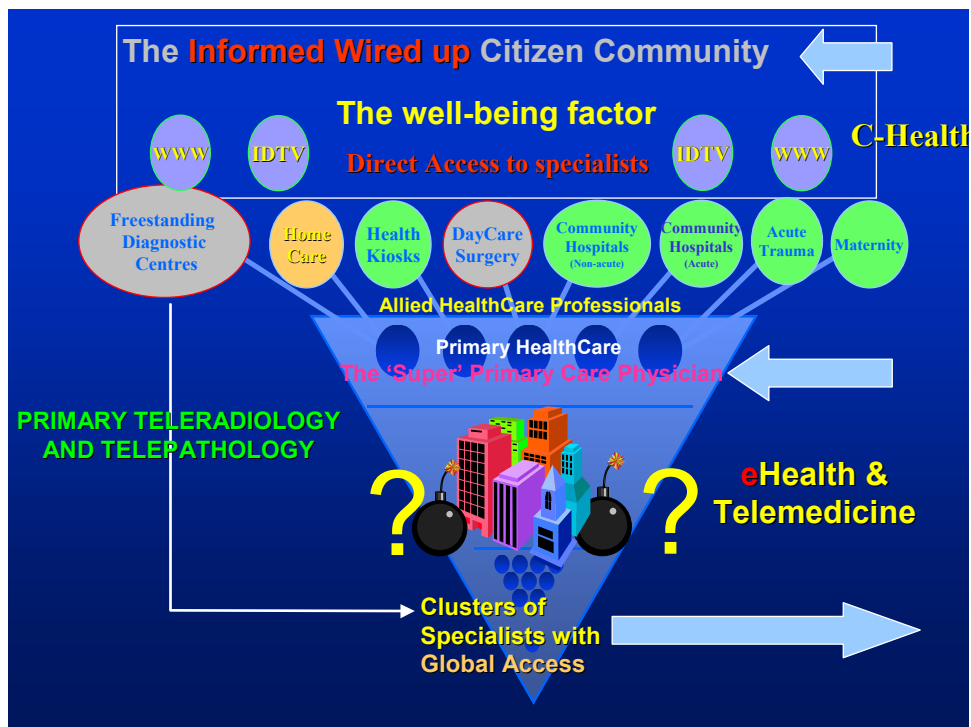 The Informed Wired up Citizen Community
The well-being factor
WWW
IDTV
Direct Access to specialists
IDTV
WWW
C-Health
Freestanding
Diagnostic
Centres
Home
Care
Health
Kiosks
DayCare
Surgery
Community
Hospitals
(Non-acute)
Community
Hospitals
(Acute)
Acute
Trauma
Maternity
Allied HealthCare Professionals
Primary HealthCare
The ‘Super’ Primary Care Physician
PRIMARY TELERADIOLOGY
AND TELEPATHOLOGY
?
?
eHealth &
Telemedicine
Clusters of
Specialists with
Global Access